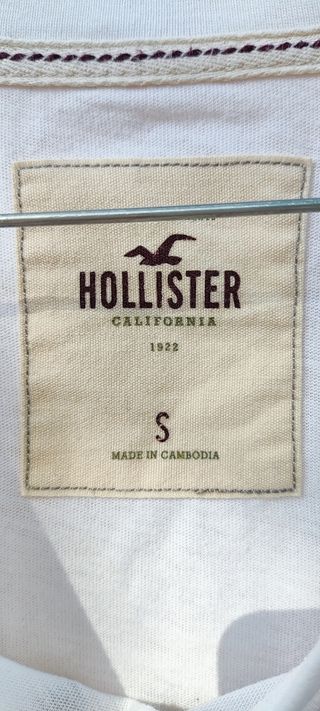 HOLLISTER
CALIFORNIA
1922
S
MADE IN CAMBODIA